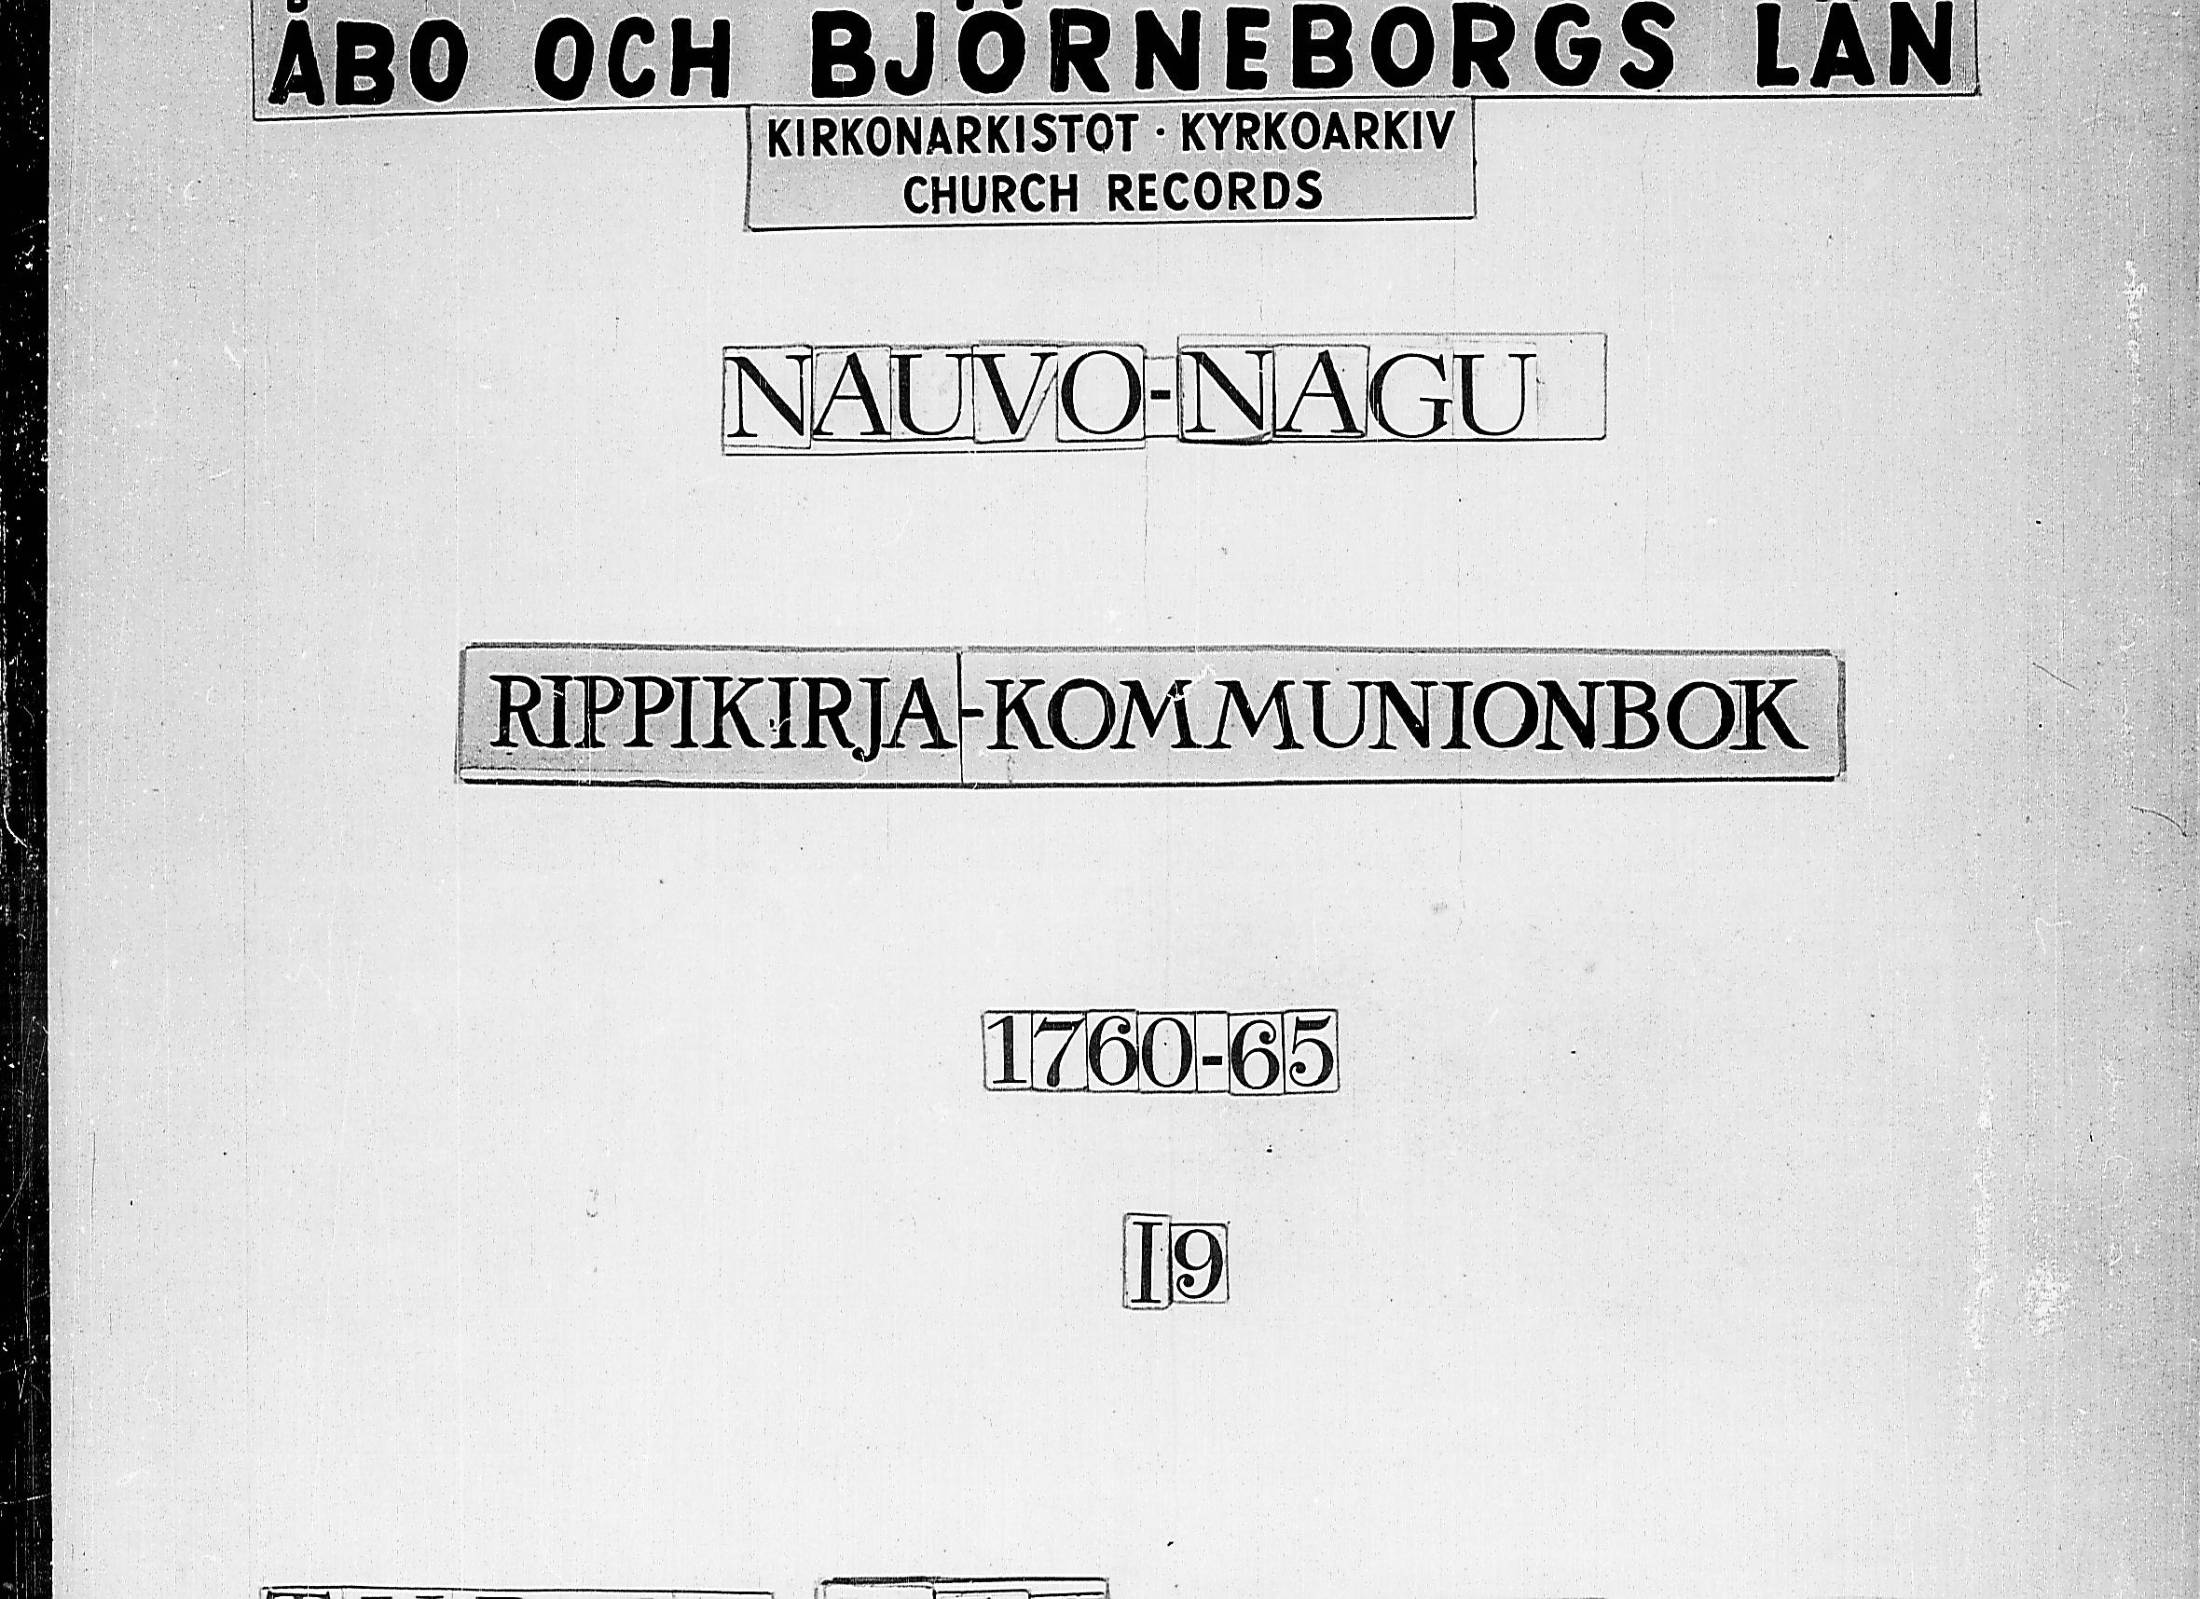 ÅBO OCH BJÖRNEBORGS LÄN
KIRKONARKISTOT · KYRKOARKIV
CHURCH RECORDS
NAUVO-NAGU
RIPPIKIRJA-KOMMUNIONBOK
1760-65
I9